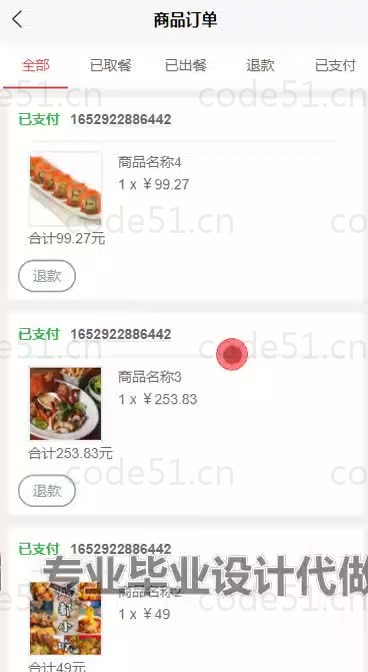 商品订单
全部 已取餐 已出餐 退款 已支付
已支付 1652922886442
商品名称4
1 x ￥99.27
合计99.27元
退款
已支付 1652922886442
商品名称3
1 x ￥253.83
合计253.83元
退款
已支付 1652922886442
商品名称2
1 x ￥49
合计49元
专业毕业设计代做
code51.cn
code51.cn
code51.cn
code51.cn
code51.cn